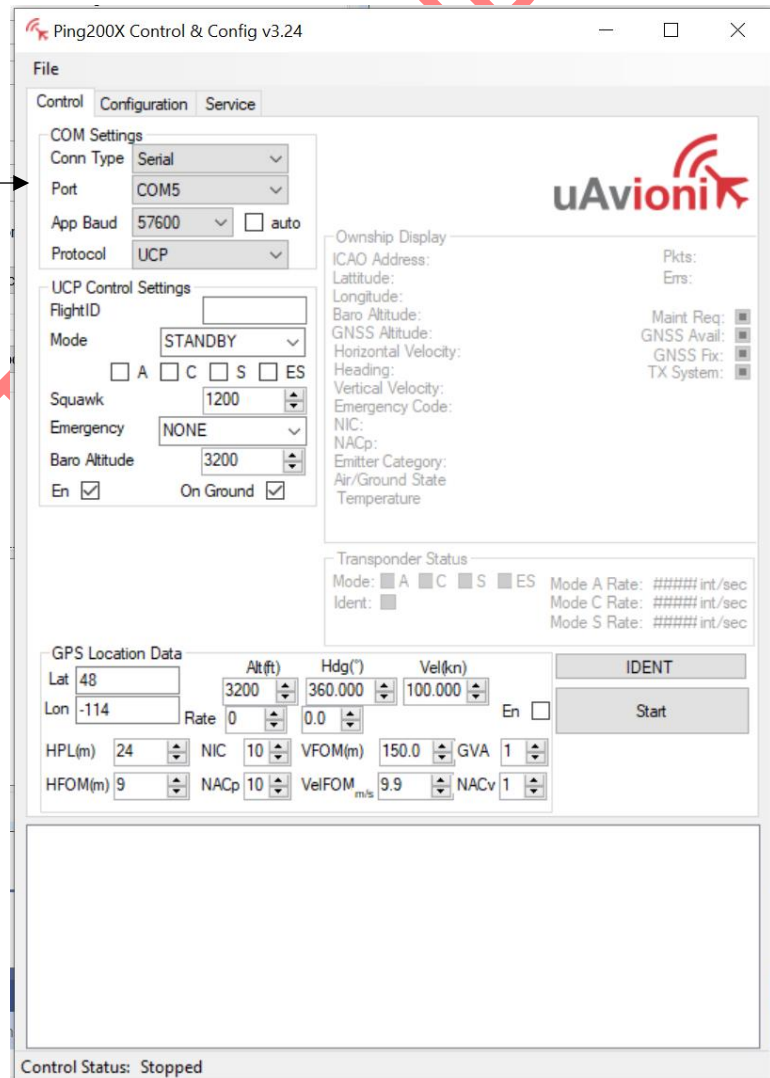 Ping200X Control & Config v3.24
File
Control Configuration Service
COM Settings
Conn Type Serial
Port COM5
App Baud 57600 auto
Protocol UCP
UCP Control Settings
FlightID
Mode STANDBY
A C S ES
Squawk 1200
Emergency NONE
Baro Altitude 3200
En On Ground
uAvionix
Ownship Display
ICAO Address: Pkts:
Lattitude: Errs:
Longitude:
Baro Altitude: Maint Req:
GNSS Altitude: GNSS Avail:
Horizontal Velocity: GNSS Fix:
Heading: TX System:
Vertical Velocity:
Emergency Code:
NIC:
NACp:
Emitter Category:
Air/Ground State
Temperature
Transponder Status
Mode: A C S ES Mode A Rate: ##### int/sec
Ident: Mode C Rate: ##### int/sec
Mode S Rate: ##### int/sec
GPS Location Data
Alt(ft) Hdg(°) Vel(kn)
Lat 48 3200 360.000 100.000
Lon -114 Rate 0 0.0 En
HPL(m) 24 NIC 10 VFOM(m) 150.0 GVA 1
HFOM(m) 9 NACp 10 VelFOM m/s 9.9 NACv 1
IDENT
Start
Control Status: Stopped